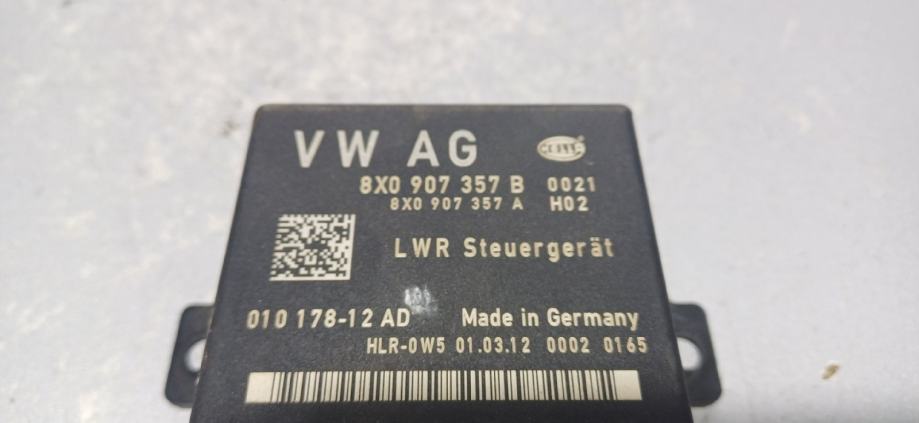 VW AG HELLA
8X0 907 357 B 0021
8X0 907 357 A H02
LWR Steuergerät
010 178-12 AD Made in Germany
HLR-0W5 01.03.12 0002 0165